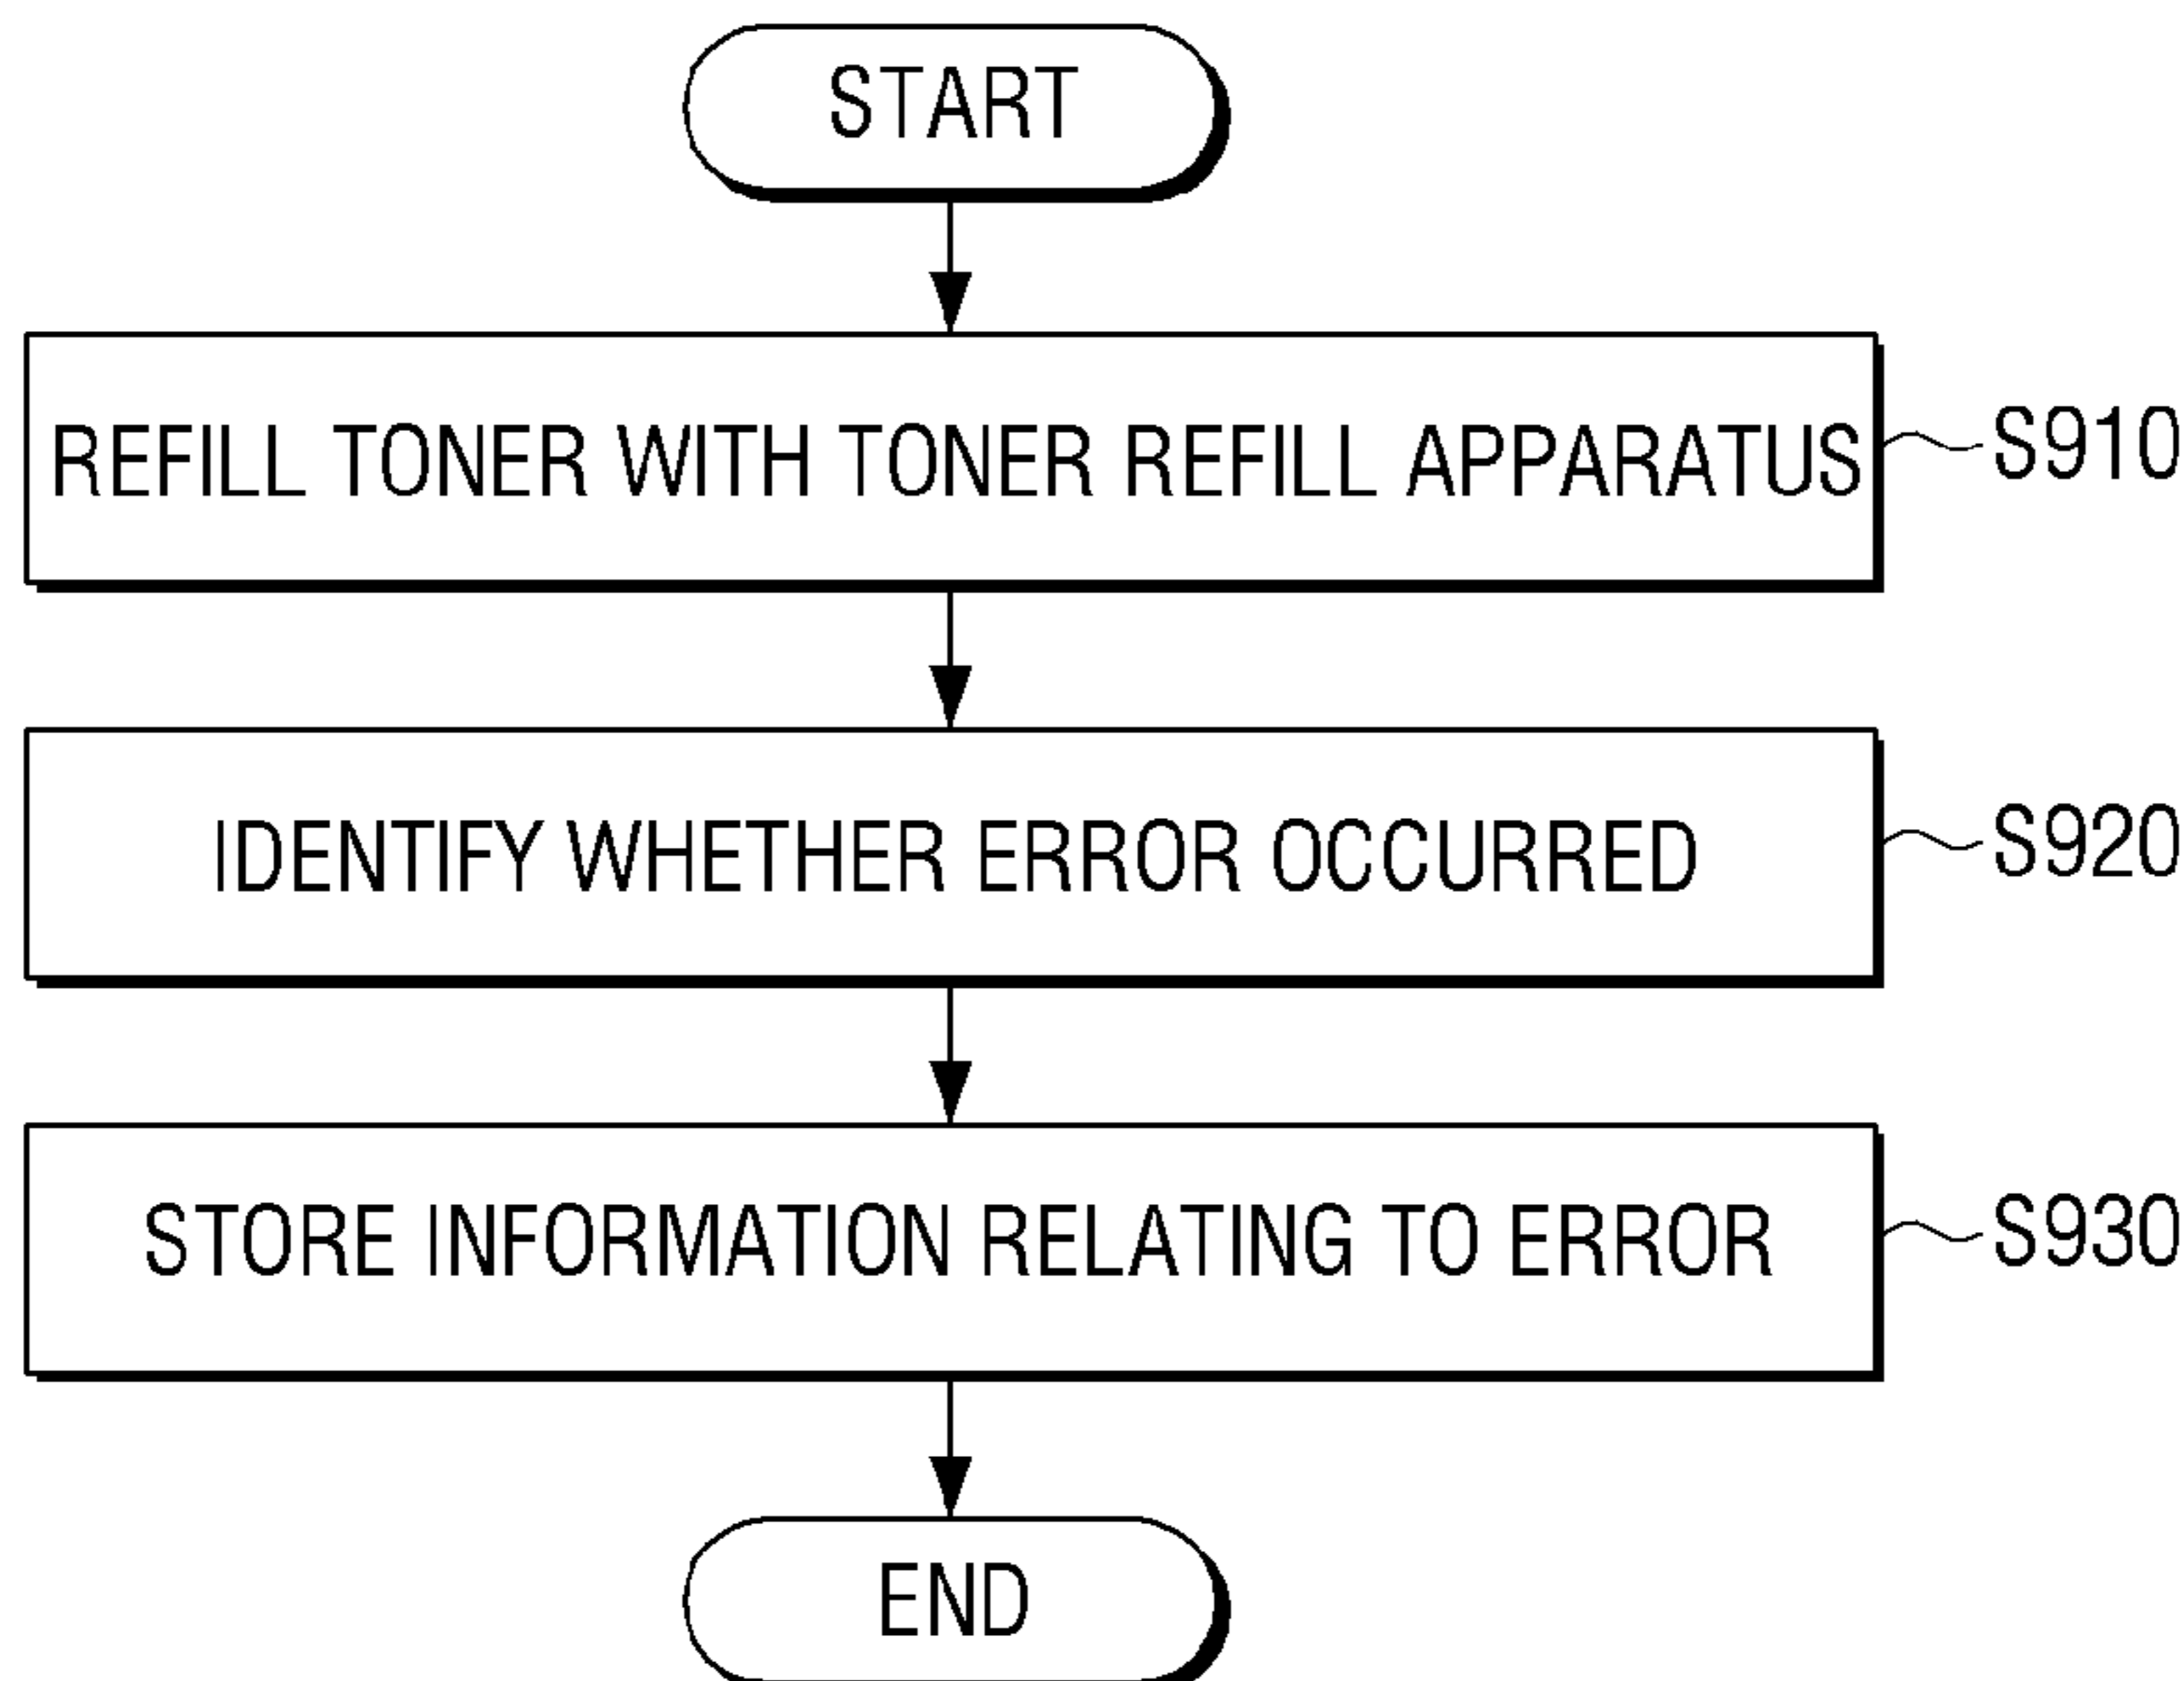 START
REFILL TONER WITH TONER REFILL APPARATUS
S910
IDENTIFY WHETHER ERROR OCCURRED
S920
STORE INFORMATION RELATING TO ERROR
S930
END